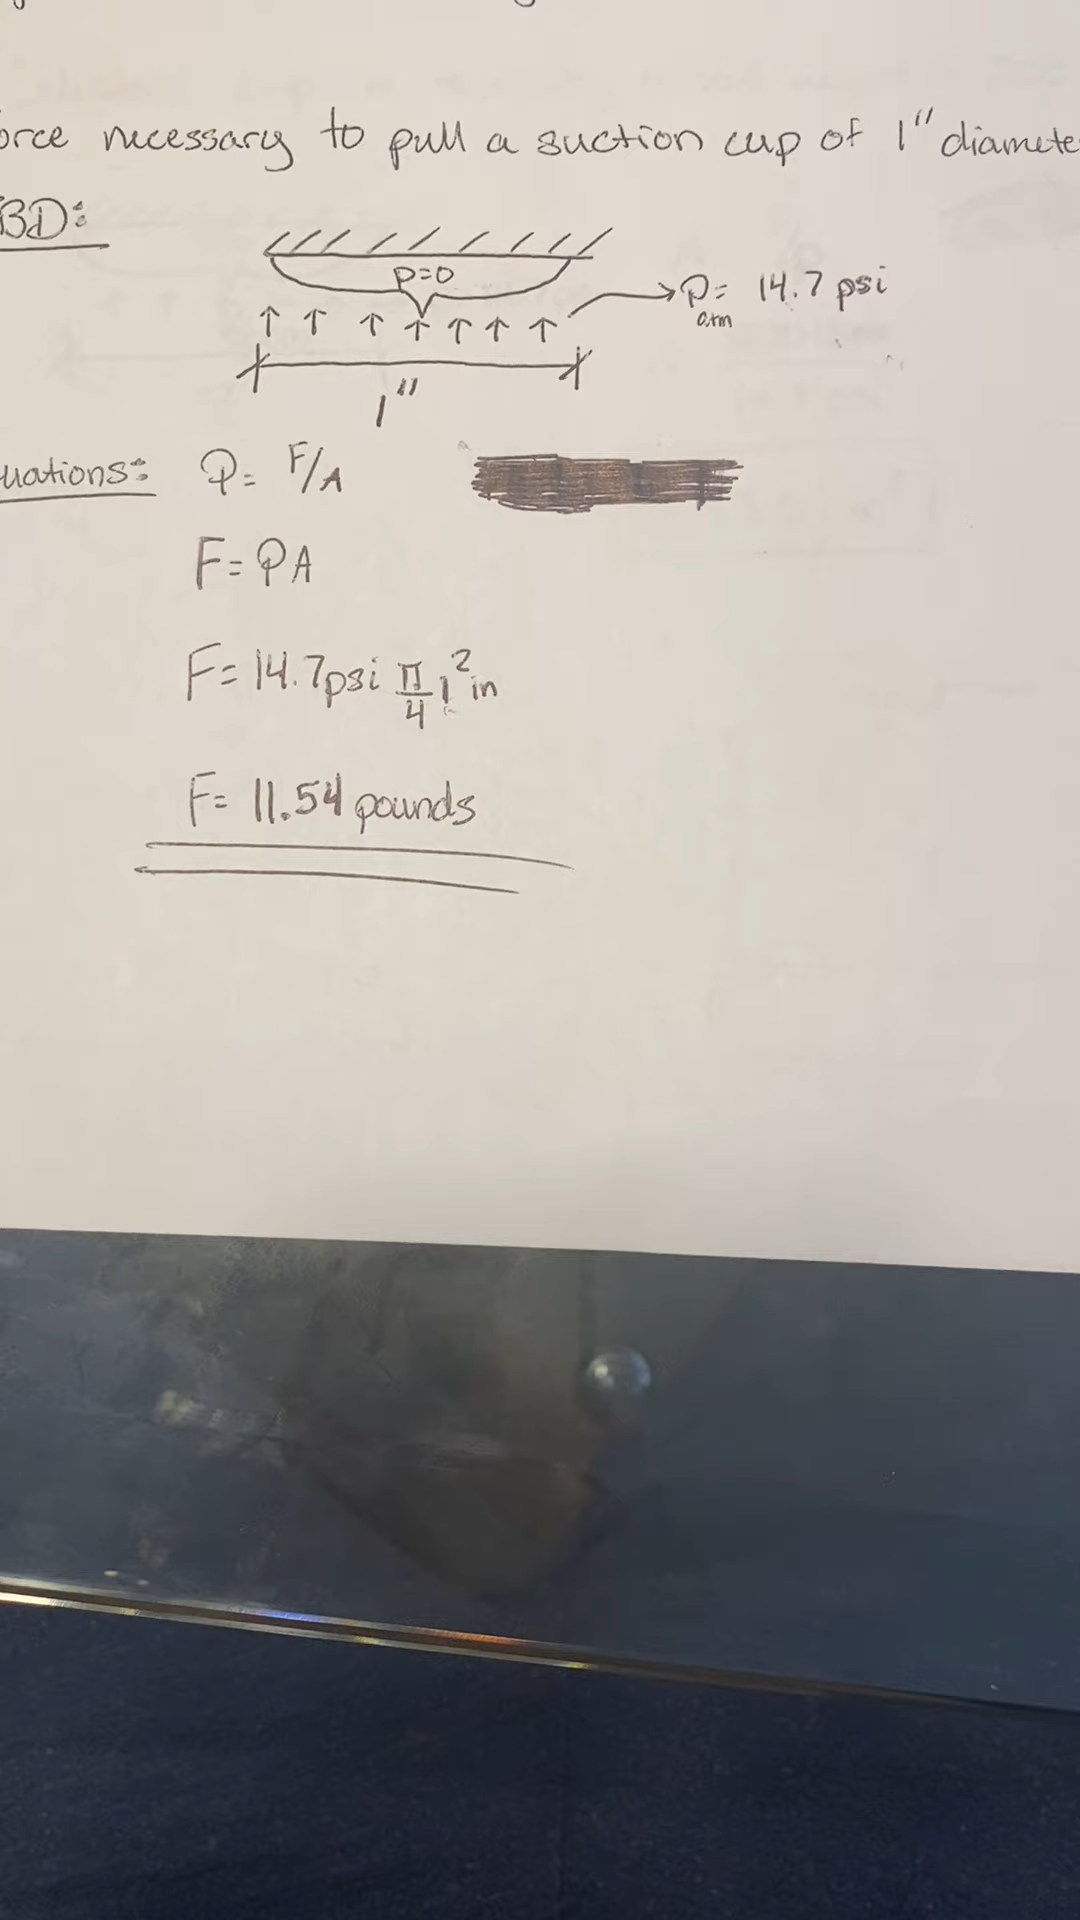 orce necessary to pull a suction cup of 1" diamete
BD:
P=0
P atm = 14.7 psi
1"
uations: P = F/A
F = PA
F = 14.7psi π/4 1² in
F = 11.54 pounds